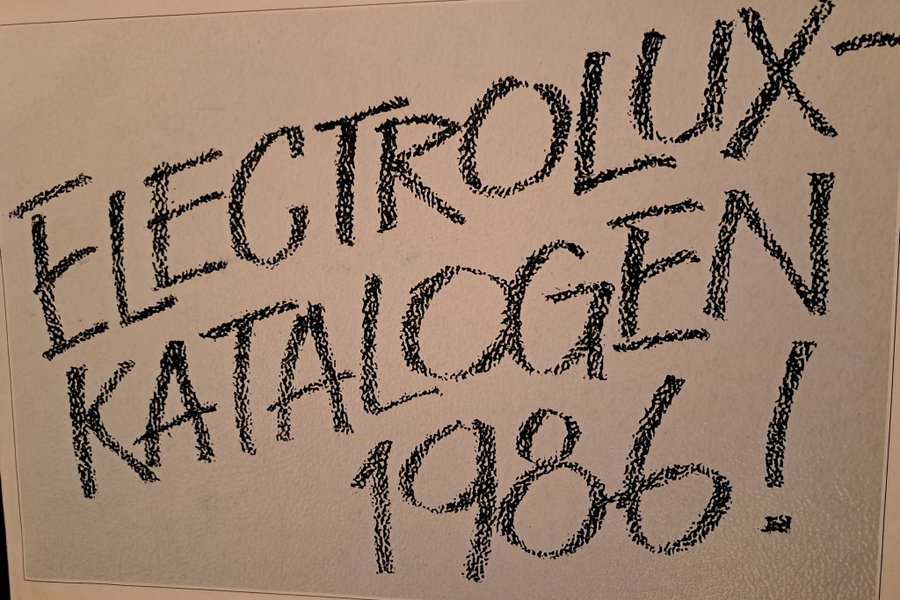 ELECTROLUX-
KATALOGEN
1986!